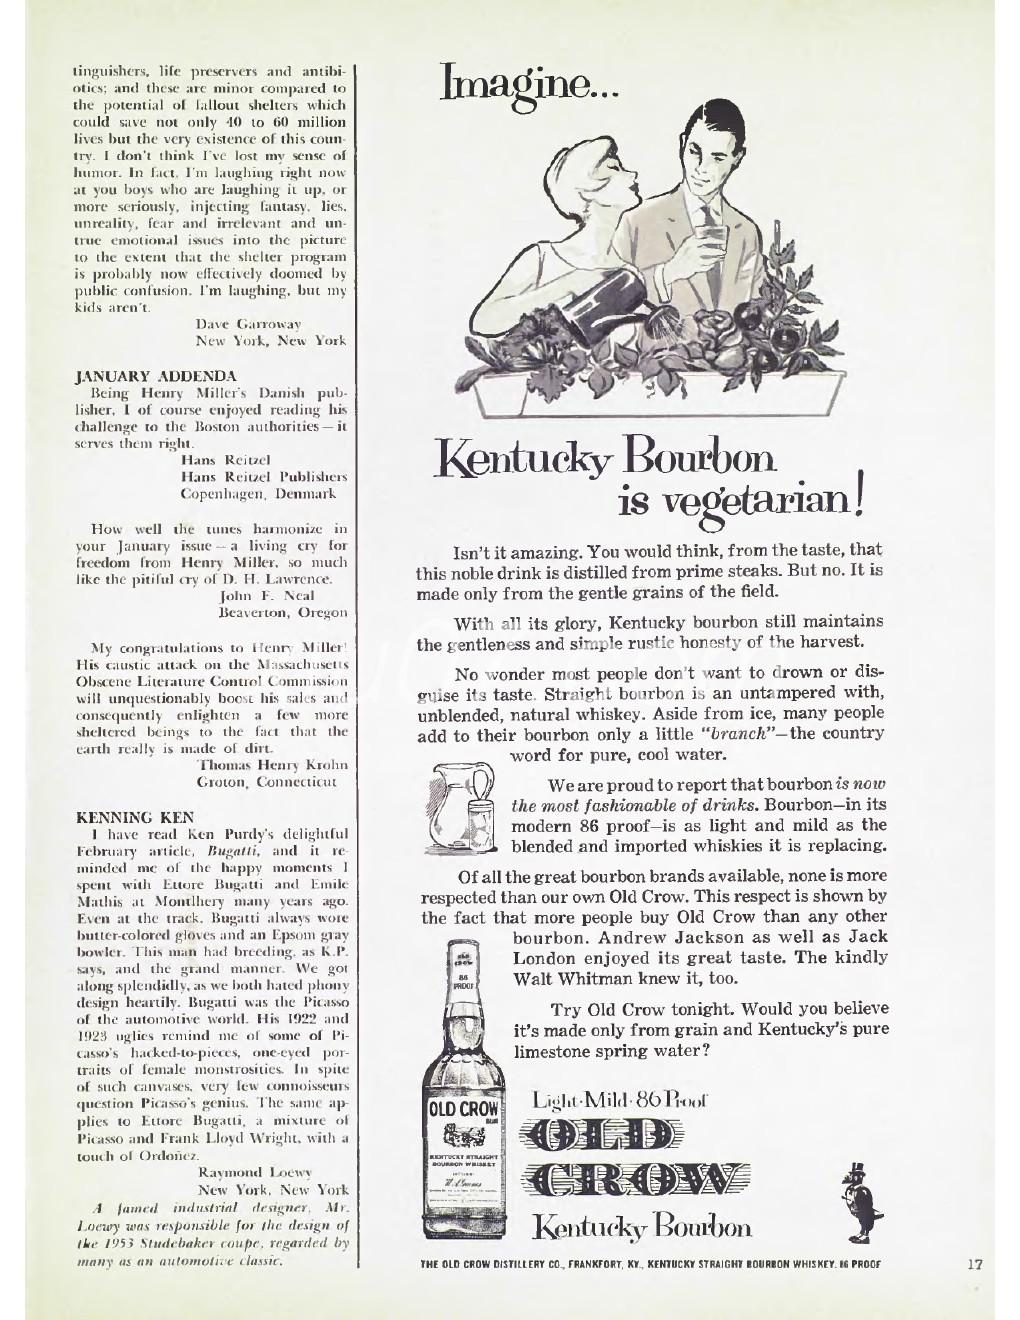 tinguishers, life preservers and antibi-
otics; and these are minor compared to
the potential of fallout shelters which
could save not only 40 to 60 million
lives but the very existence of this coun-
try. I don't think I've lost my sense of
humor. In fact, I'm laughing right now
at you boys who are laughing it up, or
more seriously, injecting fantasy, lies,
unreality, fear and irrelevant and un-
true emotional issues into the picture
to the extent that the shelter program
is probably now effectively doomed by
public confusion. I'm laughing, but my
kids aren't.
Dave Garroway
New York, New York
JANUARY ADDENDA
Being Henry Miller's Danish pub-
lisher, I of course enjoyed reading his
challenge to the Boston authorities — it
serves them right.
Hans Reitzel
Hans Reitzel Publishers
Copenhagen, Denmark
How well the tunes harmonize in
your January issue — a living cry for
freedom from Henry Miller, so much
like the pitiful cry of D. H. Lawrence.
John F. Neal
Beaverton, Oregon
My congratulations to Henry Miller!
His caustic attack on the Massachusetts
Obscene Literature Control Commission
will unquestionably boost his sales and
consequently enlighten a few more
sheltered beings to the fact that the
earth really is made of dirt.
Thomas Henry Krohn
Groton, Connecticut
KENNING KEN
I have read Ken Purdy's delightful
February article, Bugatti, and it re-
minded me of the happy moments I
spent with Ettore Bugatti and Emile
Mathis at Montlhery many years ago.
Even at the track, Bugatti always wore
butter-colored gloves and an Epsom gray
bowler. This man had breeding, as K.P.
says, and the grand manner. We got
along splendidly, as we both hated phony
design heartily. Bugatti was the Picasso
of the automotive world. His 1922 and
1923 uglies remind me of some of Pi-
casso's hacked-to-pieces, one-eyed por-
traits of female monstrosities. In spite
of such canvases, very few connoisseurs
question Picasso's genius. The same ap-
plies to Ettore Bugatti, a mixture of
Picasso and Frank Lloyd Wright, with a
touch of Ordoñez.
Raymond Loewy
New York, New York
A famed industrial designer, Mr.
Loewy was responsible for the design of
the 1953 Studebaker coupe, regarded by
many as an automotive classic.
Imagine...
Kentucky Bourbon
is vegetarian!
Isn't it amazing. You would think, from the taste, that
this noble drink is distilled from prime steaks. But no. It is
made only from the gentle grains of the field.
With all its glory, Kentucky bourbon still maintains
the gentleness and simple rustic honesty of the harvest.
No wonder most people don't want to drown or dis-
guise its taste. Straight bourbon is an untampered with,
unblended, natural whiskey. Aside from ice, many people
add to their bourbon only a little "branch"—the country
word for pure, cool water.
We are proud to report that bourbon is now
the most fashionable of drinks. Bourbon—in its
modern 86 proof—is as light and mild as the
blended and imported whiskies it is replacing.
Of all the great bourbon brands available, none is more
respected than our own Old Crow. This respect is shown by
the fact that more people buy Old Crow than any other
bourbon. Andrew Jackson as well as Jack
London enjoyed its great taste. The kindly
Walt Whitman knew it, too.
Try Old Crow tonight. Would you believe
it's made only from grain and Kentucky's pure
limestone spring water?
86
PROOF
OLD CROW
KENTUCKY STRAIGHT
BOURBON WHISKEY
Light·Mild·86 Proof
OLD
CROW
Kentucky Bourbon
THE OLD CROW DISTILLERY CO., FRANKFORT, KY., KENTUCKY STRAIGHT BOURBON WHISKEY. 86 PROOF
17